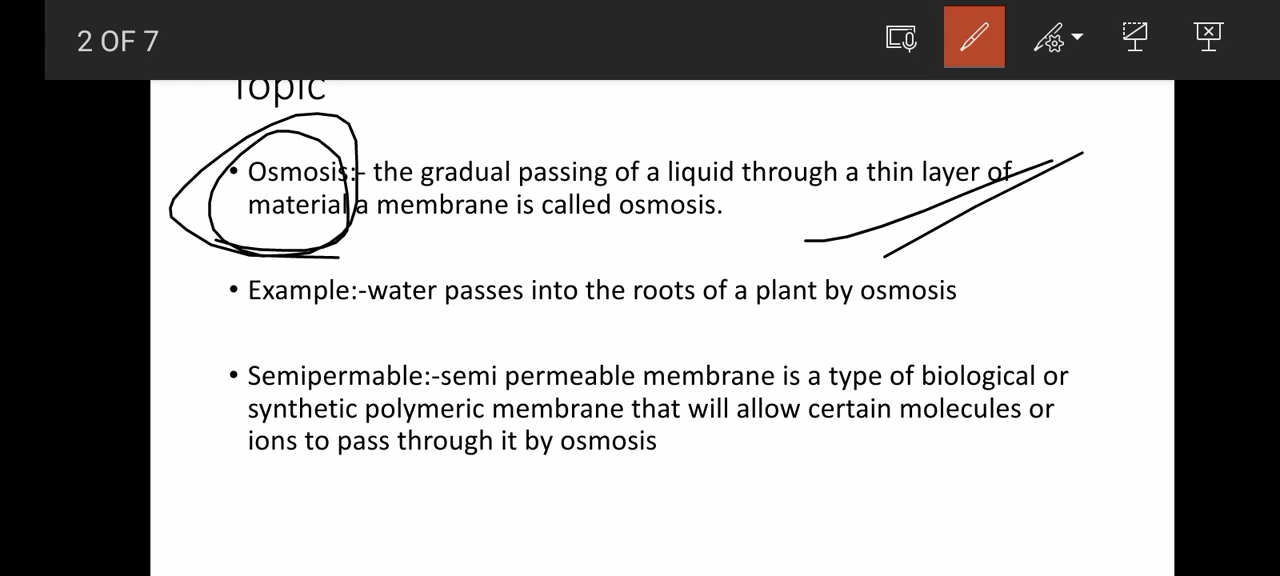 2 OF 7
Topic
• Osmosis:- the gradual passing of a liquid through a thin layer of
material a membrane is called osmosis.
• Example:-water passes into the roots of a plant by osmosis
• Semipermable:-semi permeable membrane is a type of biological or
synthetic polymeric membrane that will allow certain molecules or
ions to pass through it by osmosis